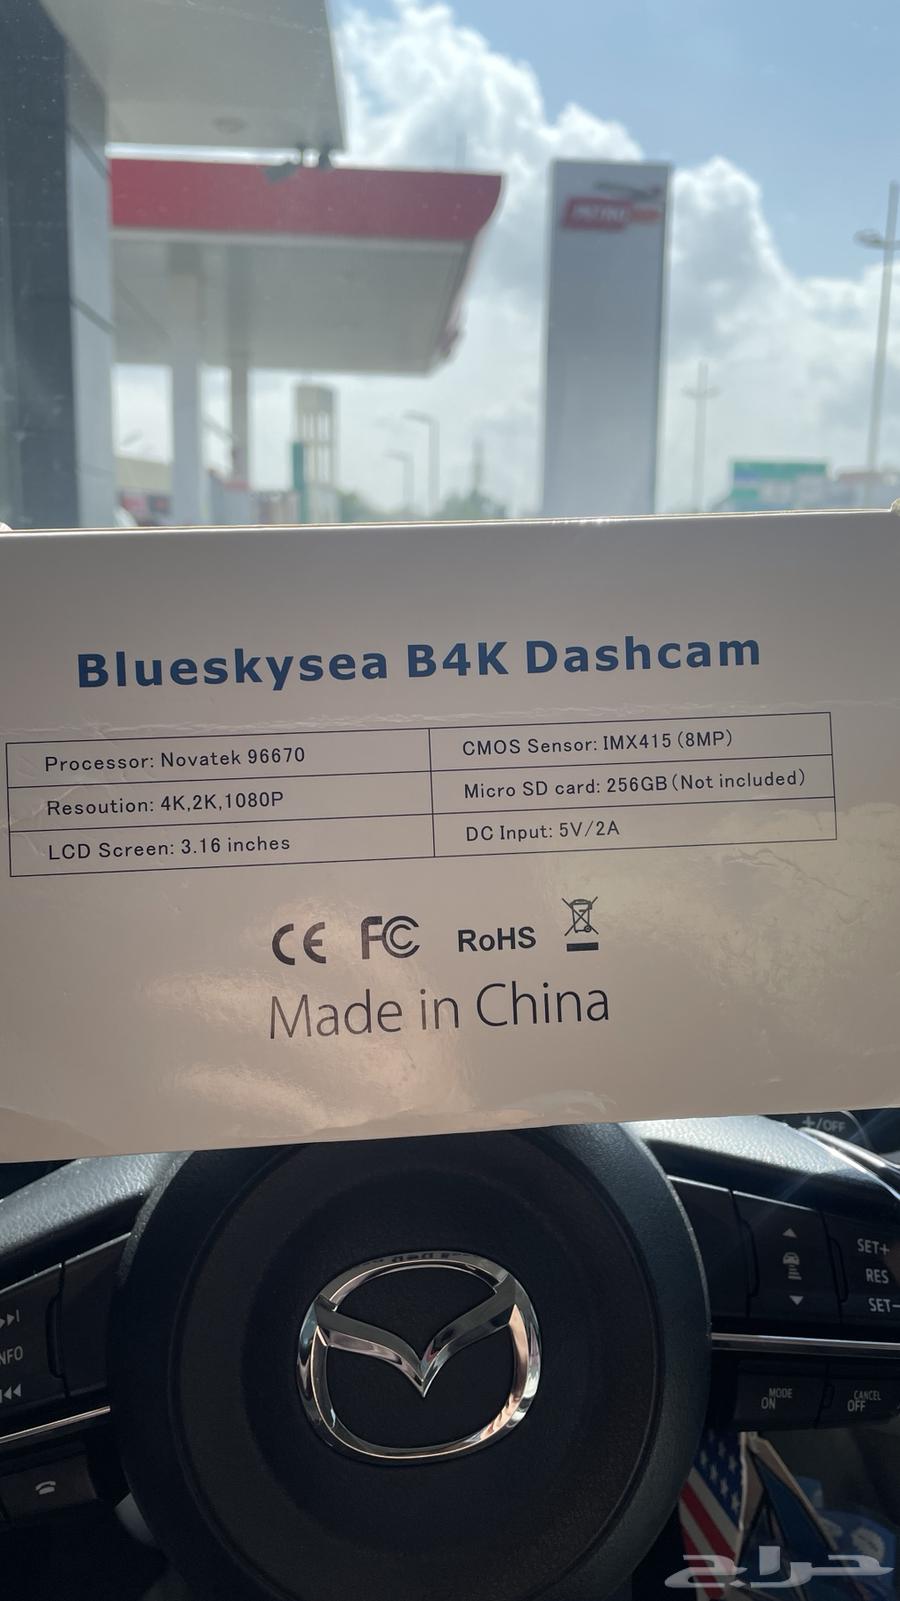 Blueskysea B4K Dashcam
Processor: Novatek 96670
CMOS Sensor: IMX415 (8MP)
Resoution: 4K,2K,1080P
Micro SD card: 256GB (Not included)
LCD Screen: 3.16 inches
DC Input: 5V/2A
CE FC RoHS
Made in China
+/OFF
SET+
RES
SET-
NFO
MODE
ON
CANCEL
OFF
حراج